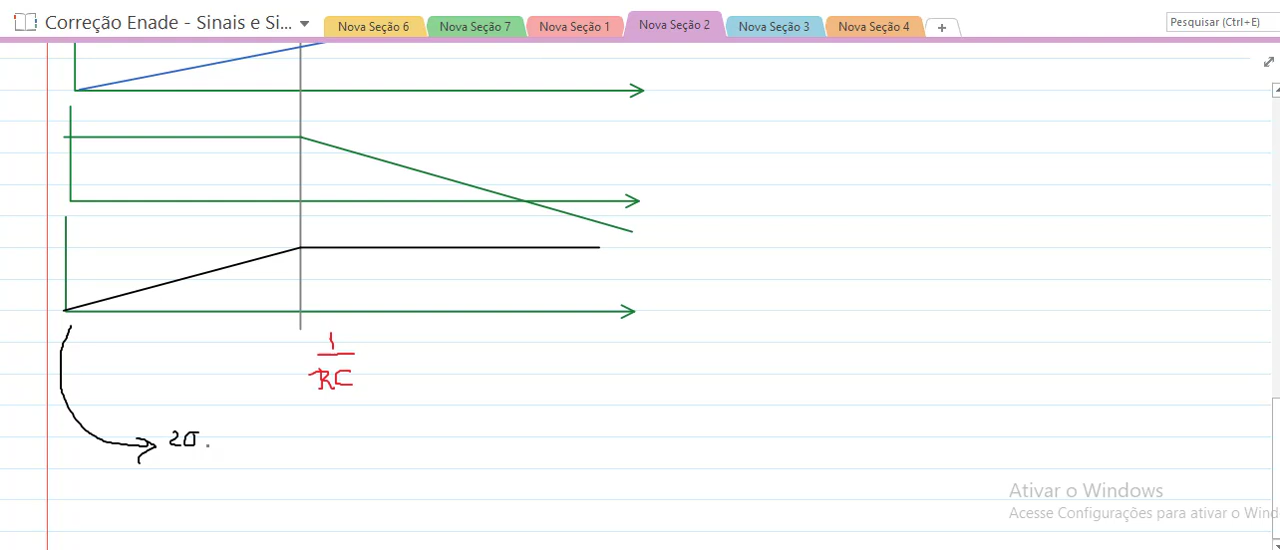 Correção Enade - Sinais e Si...
Nova Seção 6
Nova Seção 7
Nova Seção 1
Nova Seção 2
Nova Seção 3
Nova Seção 4
+
Pesquisar (Ctrl+E)
1
RC
20.
Ativar o Windows
Acesse Configurações para ativar o Wind